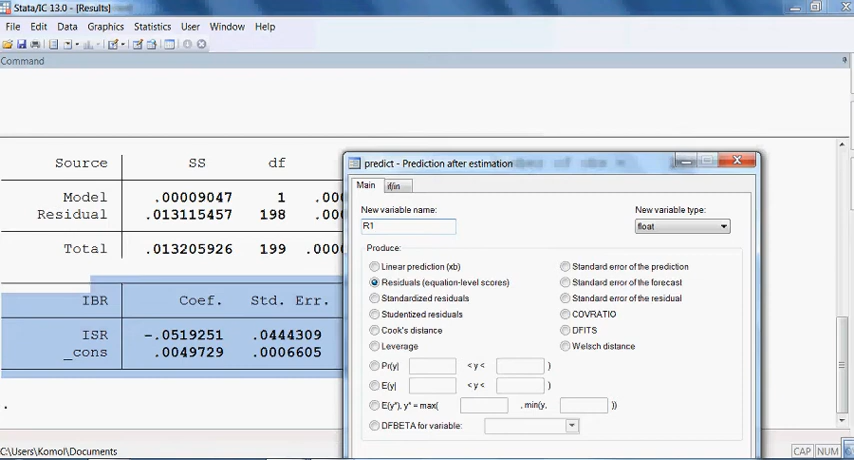 Stata/IC 13.0 - [Results]
File Edit Data Graphics Statistics User Window Help
Command
Source SS df
Model .00009047 1 .000
Residual .013115457 198 .000
Total .013205926 199 .000
IBR Coef. Std. Err.
ISR -.0519251 .0444309
_cons .0049729 .0006605
.
predict - Prediction after estimation
Main if/in
New variable name: New variable type:
R1 float
Produce:
Linear prediction (xb) Standard error of the prediction
Residuals (equation-level scores) Standard error of the forecast
Standardized residuals Standard error of the residual
Studentized residuals COVRATIO
Cook's distance DFITS
Leverage Welsch distance
Pr(y| < y < )
E(y| < y < )
E(y*), y* = max( , min(y, ))
DFBETA for variable:
C:\Users\Komol\Documents CAP NUM